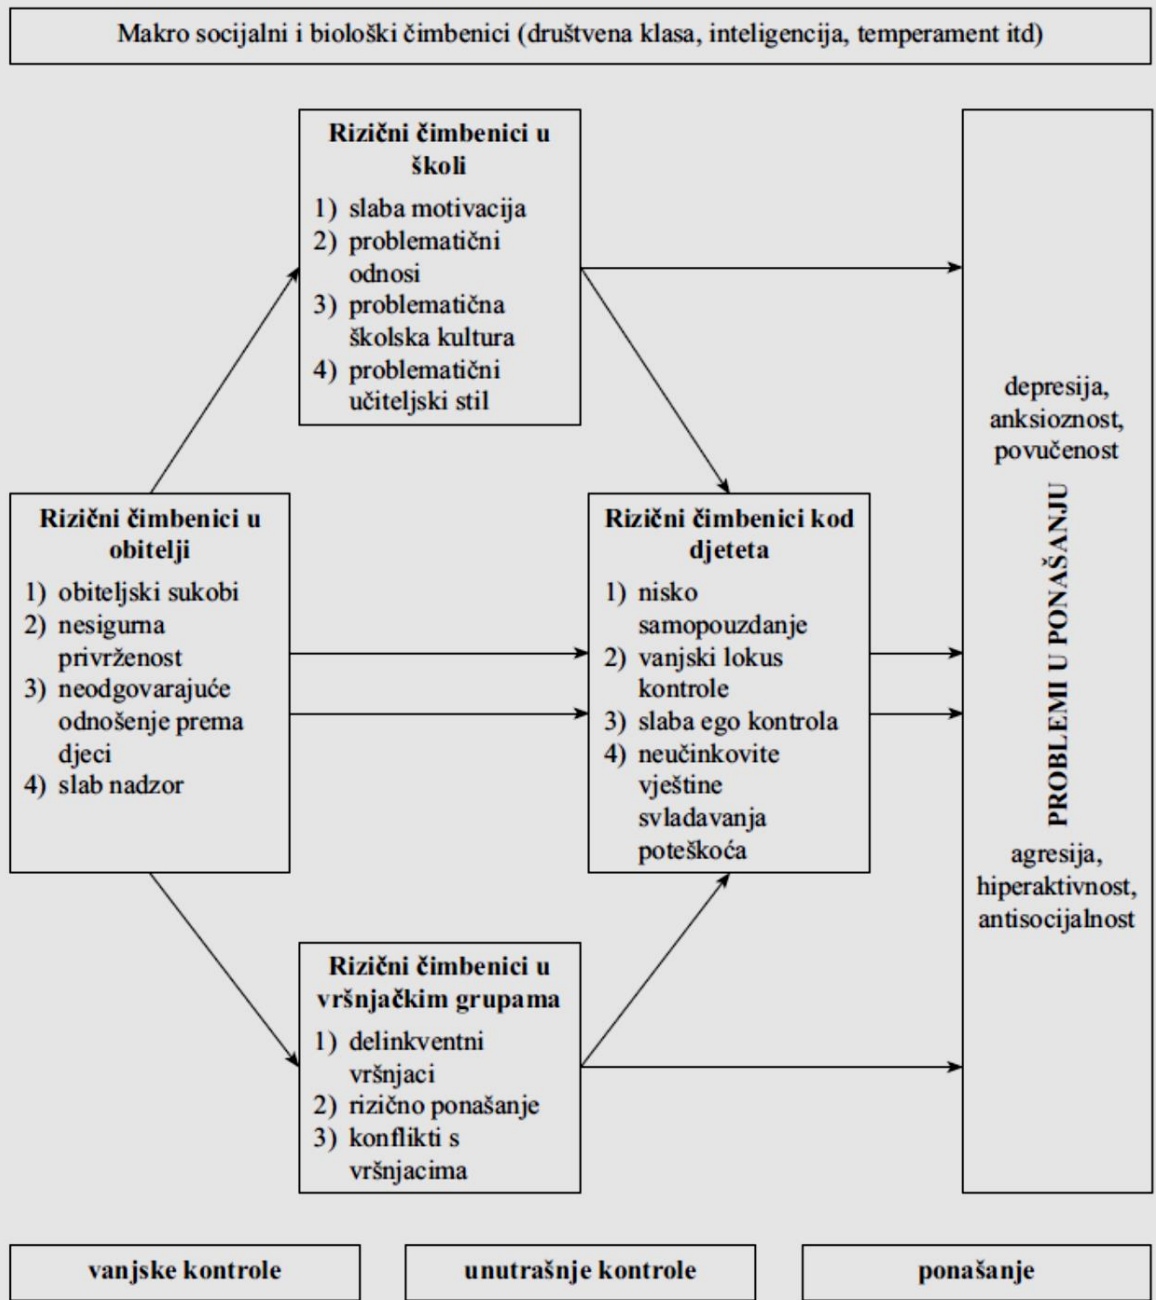 Makro socijalni i biološki čimbenici (društvena klasa, inteligencija, temperament itd)
Rizični čimbenici u
školi
1) slaba motivacija
2) problematični
odnosi
3) problematična
školska kultura
4) problematični
učiteljski stil
Rizični čimbenici u
obitelji
1) obiteljski sukobi
2) nesigurna
privrženost
3) neodgovarajuće
odnošenje prema
djeci
4) slab nadzor
Rizični čimbenici kod
djeteta
1) nisko
samopouzdanje
2) vanjski lokus
kontrole
3) slaba ego kontrola
4) neučinkovite
vještine
svladavanja
poteškoća
Rizični čimbenici u
vršnjačkim grupama
1) delinkventni
vršnjaci
2) rizično ponašanje
3) konflikti s
vršnjacima
depresija,
anksioznost,
povučenost
PROBLEMI U PONAŠANJU
agresija,
hiperaktivnost,
antisocijalnost
vanjske kontrole
unutrašnje kontrole
ponašanje